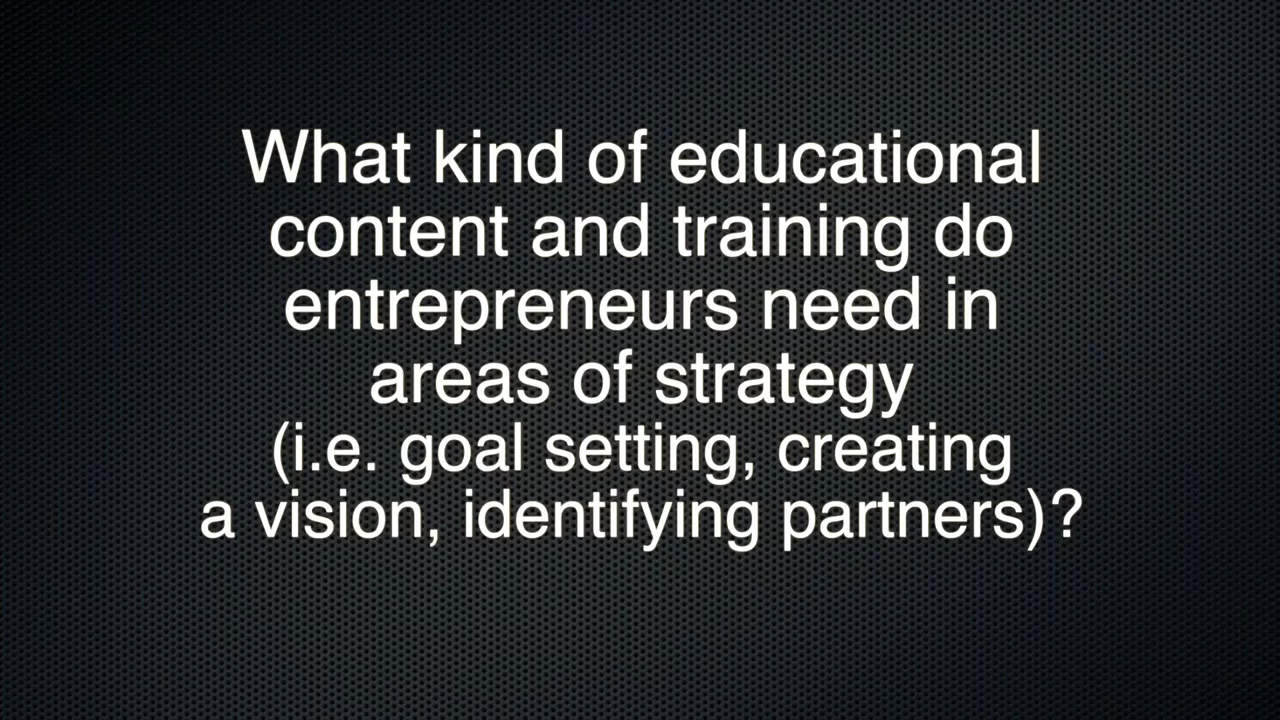 What kind of educational
content and training do
entrepreneurs need in
areas of strategy
(i.e. goal setting, creating
a vision, identifying partners)?